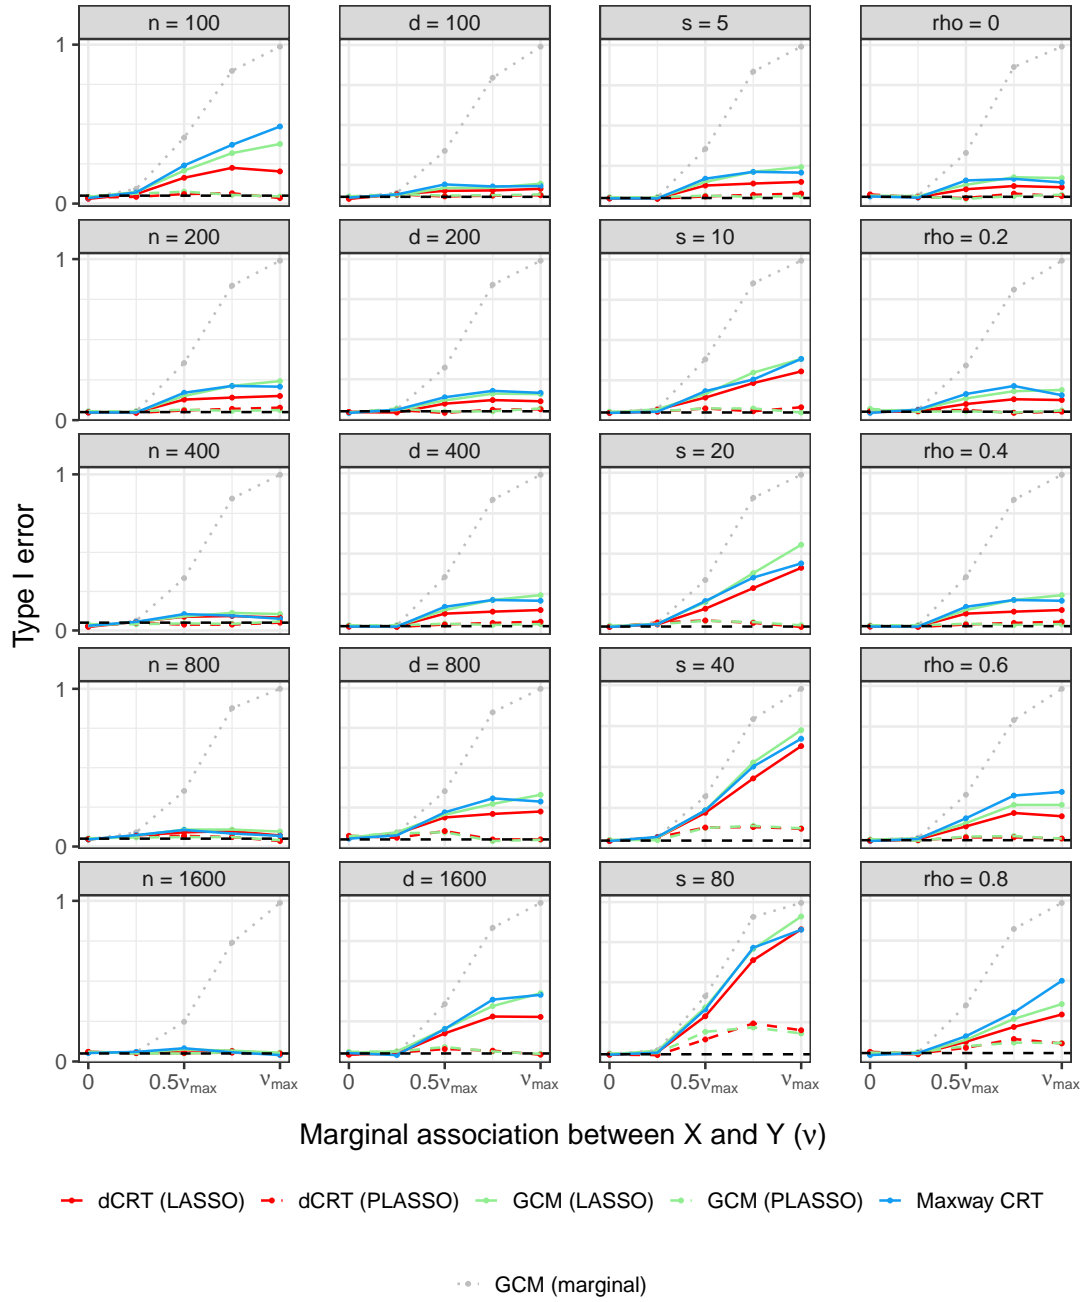 n = 100 d = 100 s = 5 rho = 0
1
0
n = 200 d = 200 s = 10 rho = 0.2
1
0
n = 400 d = 400 s = 20 rho = 0.4
1
0
n = 800 d = 800 s = 40 rho = 0.6
1
0
n = 1600 d = 1600 s = 80 rho = 0.8
1
0
Type I error
0 0.5νmax νmax 0 0.5νmax νmax 0 0.5νmax νmax 0 0.5νmax νmax
Marginal association between X and Y (ν)
dCRT (LASSO) dCRT (PLASSO) GCM (LASSO) GCM (PLASSO) Maxway CRT
GCM (marginal)